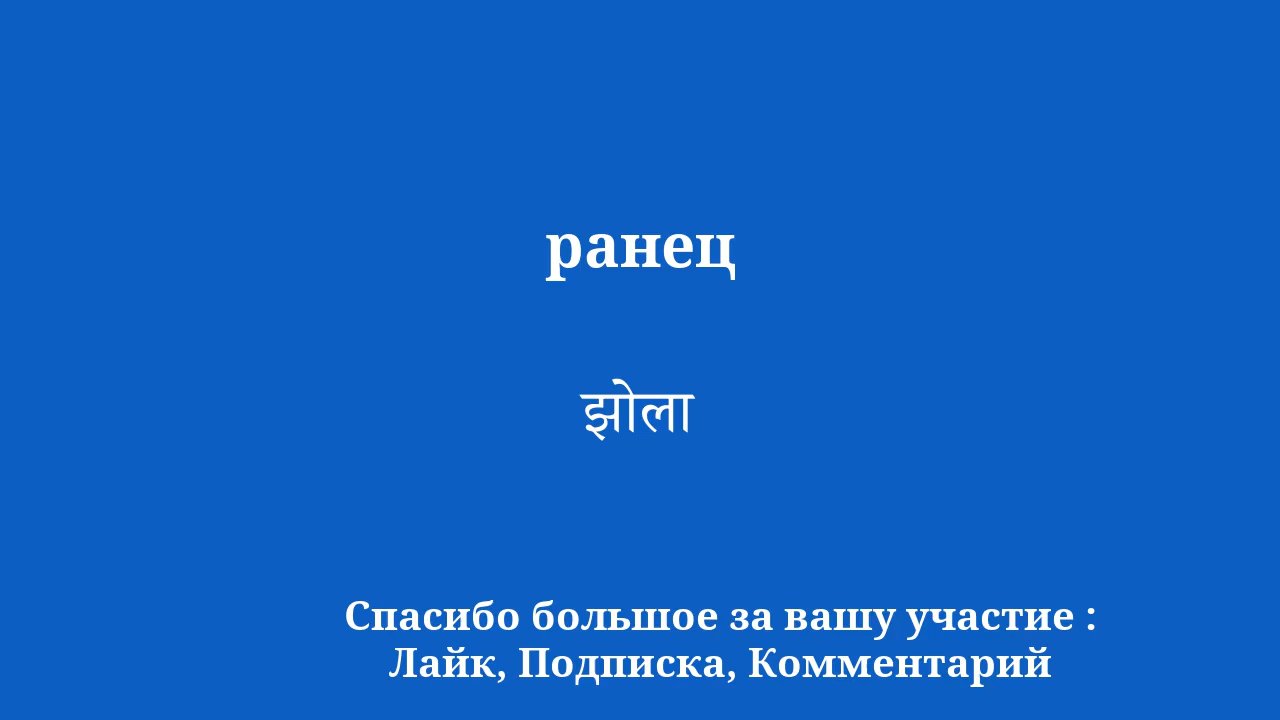 ранец
झोला
Спасибо большое за вашу участие :
Лайк, Подписка, Комментарий